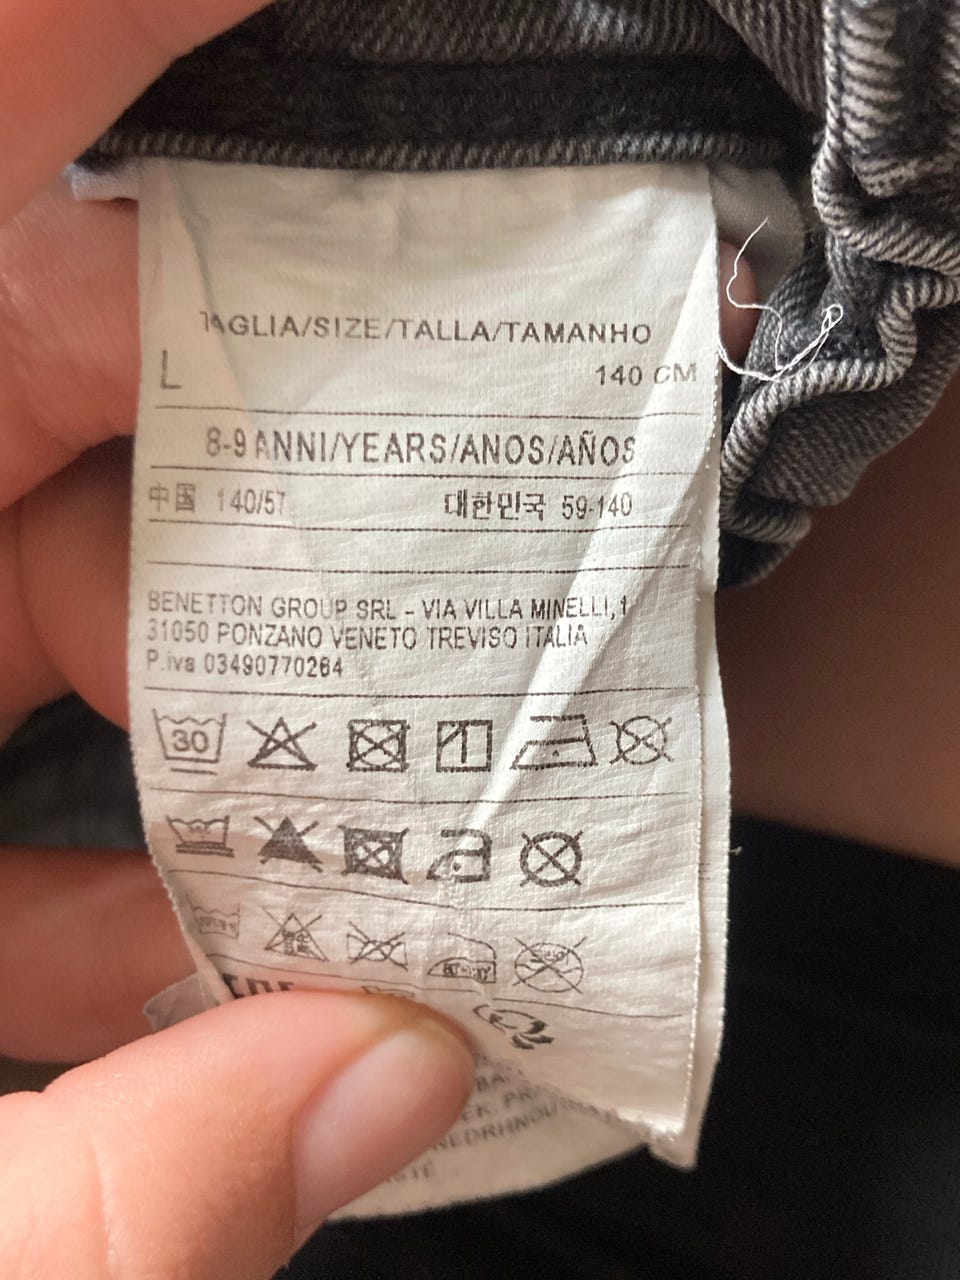 TAGLIA/SIZE/TALLA/TAMANHO
L 140 CM
8-9 ANNI/YEARS/ANOS/AÑOS
中国 140/57 대한민국 59-140
BENETTON GROUP SRL - VIA VILLA MINELLI, 1
31050 PONZANO VENETO TREVISO ITALIA
P.iva 03490770264
30